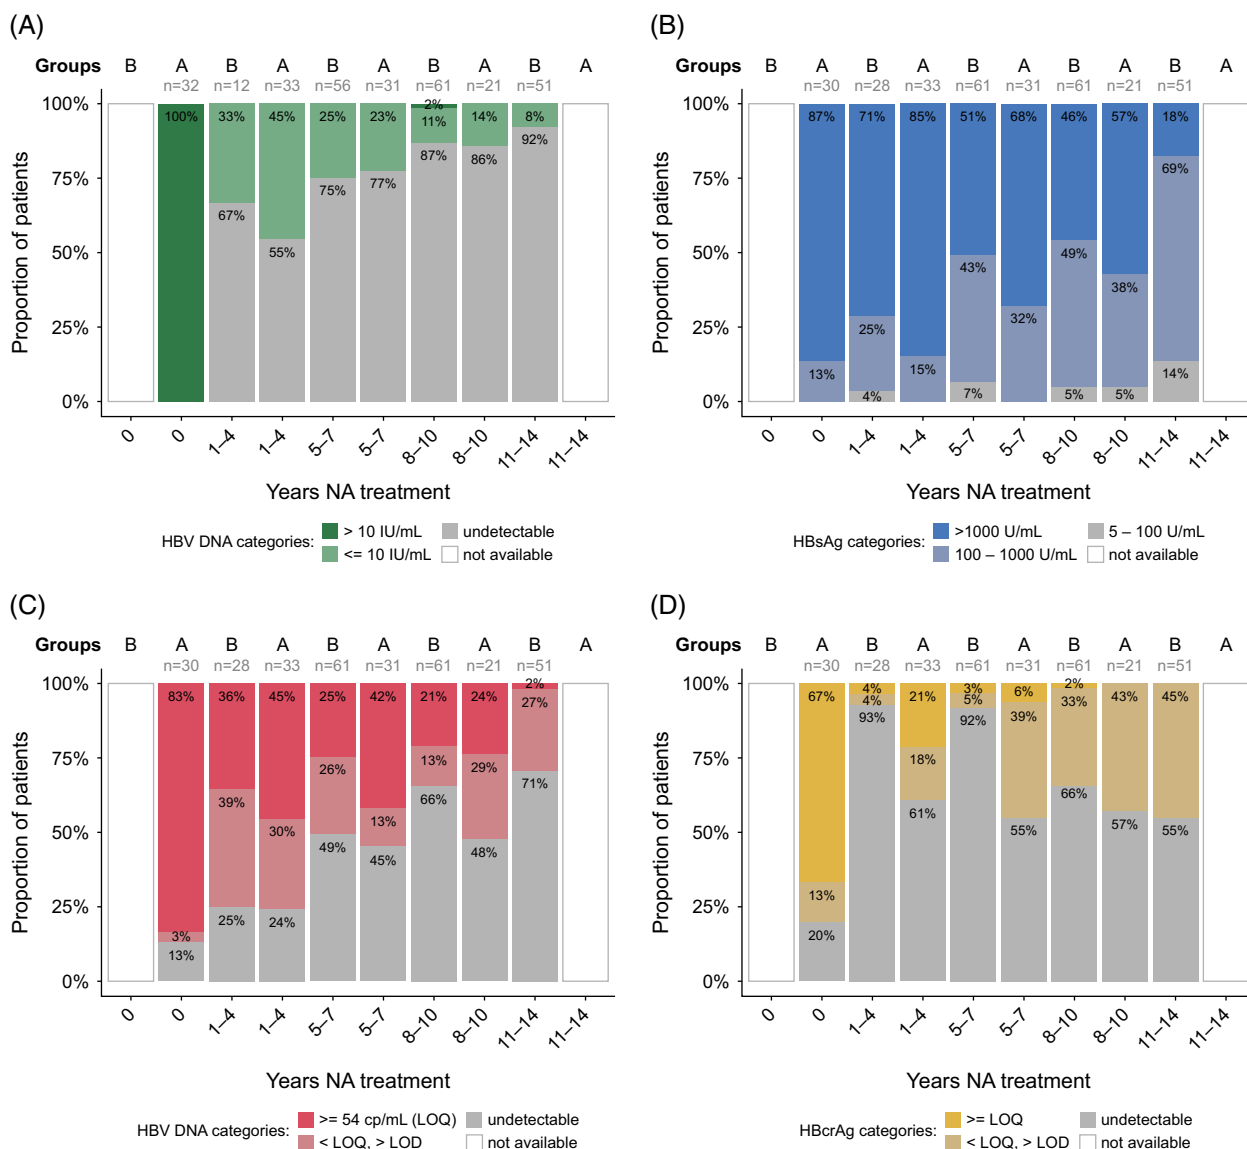 (A)
Groups B A B A B A B A B A
n=32 n=12 n=33 n=56 n=31 n=61 n=21 n=51
100%
75%
50%
25%
0%
Proportion of patients
100% 33% 45% 25% 23% 2% 11% 14% 8%
67% 55% 75% 77% 87% 86% 92%
0 0 1–4 1–4 5–7 5–7 8–10 8–10 11–14 11–14
Years NA treatment
HBV DNA categories: > 10 IU/mL undetectable
<= 10 IU/mL not available
(B)
Groups B A B A B A B A B A
n=30 n=28 n=33 n=61 n=31 n=61 n=21 n=51
100%
75%
50%
25%
0%
Proportion of patients
87% 71% 85% 51% 68% 46% 57% 18%
13% 25% 15% 43% 32% 49% 38% 69%
4% 7% 5% 5% 14%
0 0 1–4 1–4 5–7 5–7 8–10 8–10 11–14 11–14
Years NA treatment
HBsAg categories: >1000 U/mL 5 – 100 U/mL
100 – 1000 U/mL not available
(C)
Groups B A B A B A B A B A
n=30 n=28 n=33 n=61 n=31 n=61 n=21 n=51
100%
75%
50%
25%
0%
Proportion of patients
83% 36% 45% 25% 42% 21% 24% 2%
3% 39% 30% 26% 13% 13% 29% 27%
13% 25% 24% 49% 45% 66% 48% 71%
0 0 1–4 1–4 5–7 5–7 8–10 8–10 11–14 11–14
Years NA treatment
HBV DNA categories: >= 54 cp/mL (LOQ) undetectable
< LOQ, > LOD not available
(D)
Groups B A B A B A B A B A
n=30 n=28 n=33 n=61 n=31 n=61 n=21 n=51
100%
75%
50%
25%
0%
Proportion of patients
67% 4% 21% 3% 6% 2%
13% 4% 18% 5% 39% 33% 43% 45%
20% 93% 61% 92% 55% 66% 57% 55%
0 0 1–4 1–4 5–7 5–7 8–10 8–10 11–14 11–14
Years NA treatment
HBcrAg categories: >= LOQ undetectable
< LOQ, > LOD not available